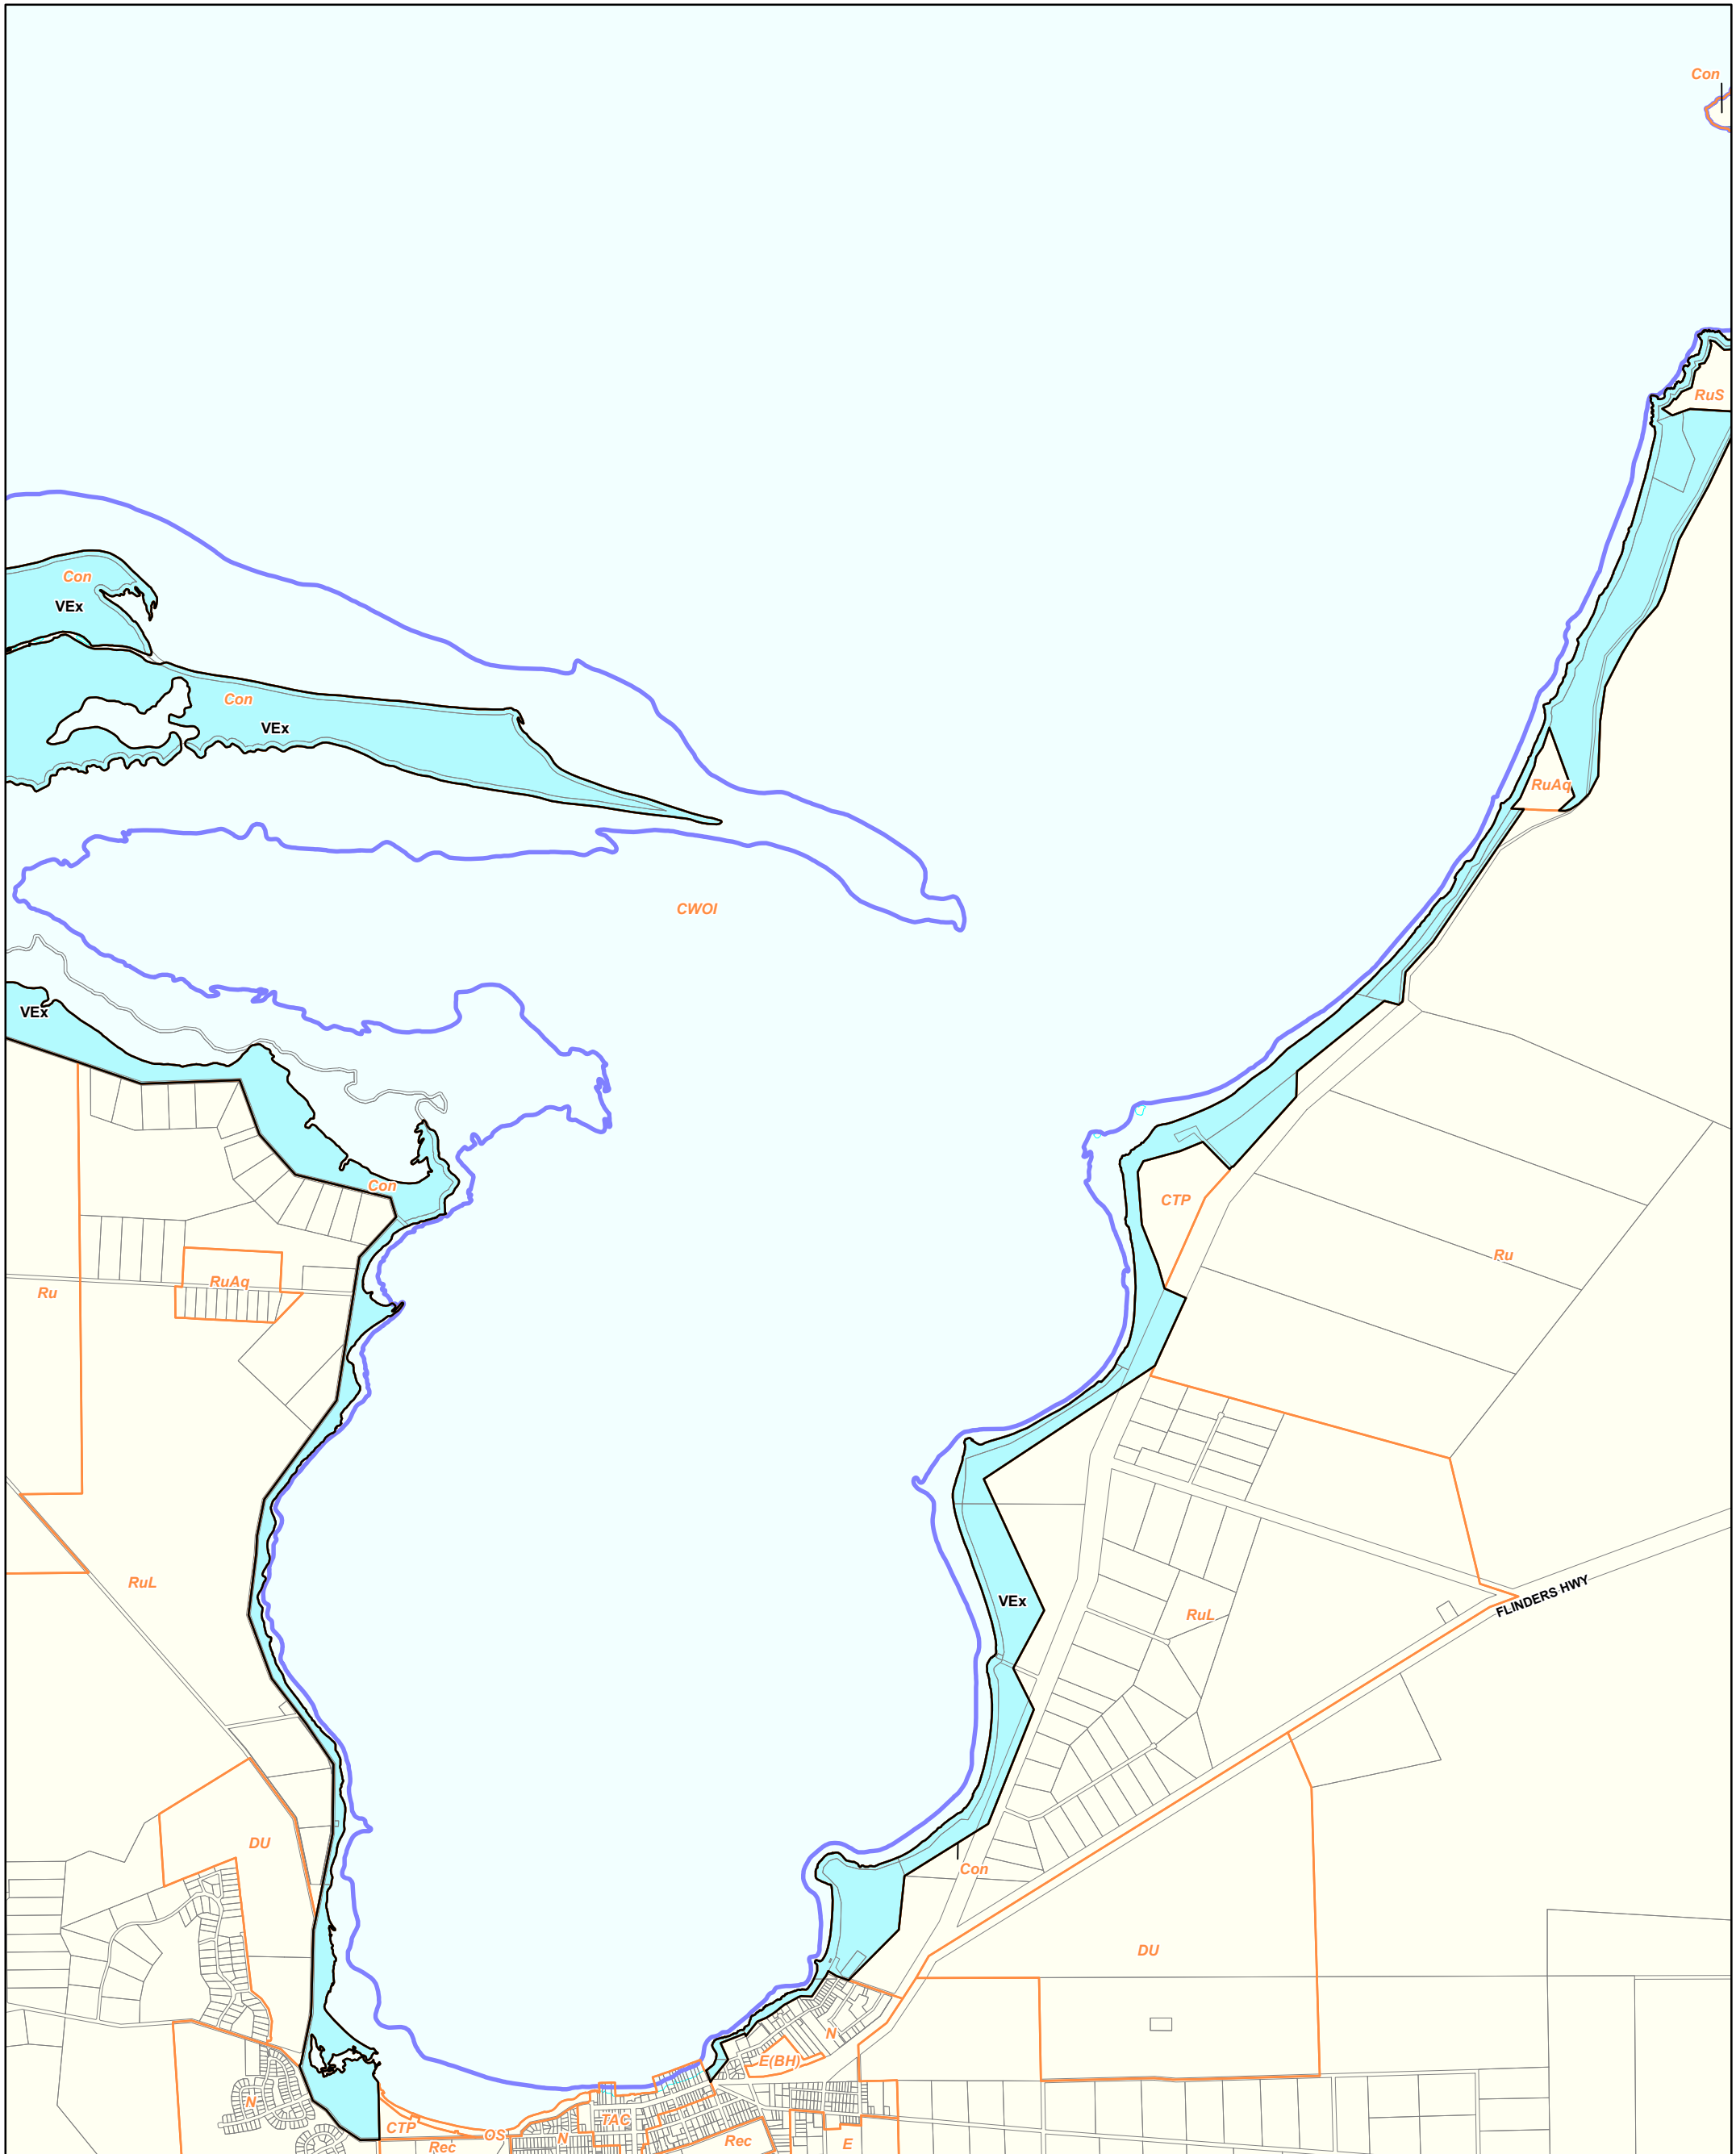 Con
RuS
Con
VEx
Con
VEx
RuAq
CWOI
VEx
Con
CTP
Ru
RuAq
Ru
RuL
VEx
FLINDERS HWY
RuL
DU
Con
DU
N
E(BH)
N
TAC
CTP
OS
N
Rec
Rec
E